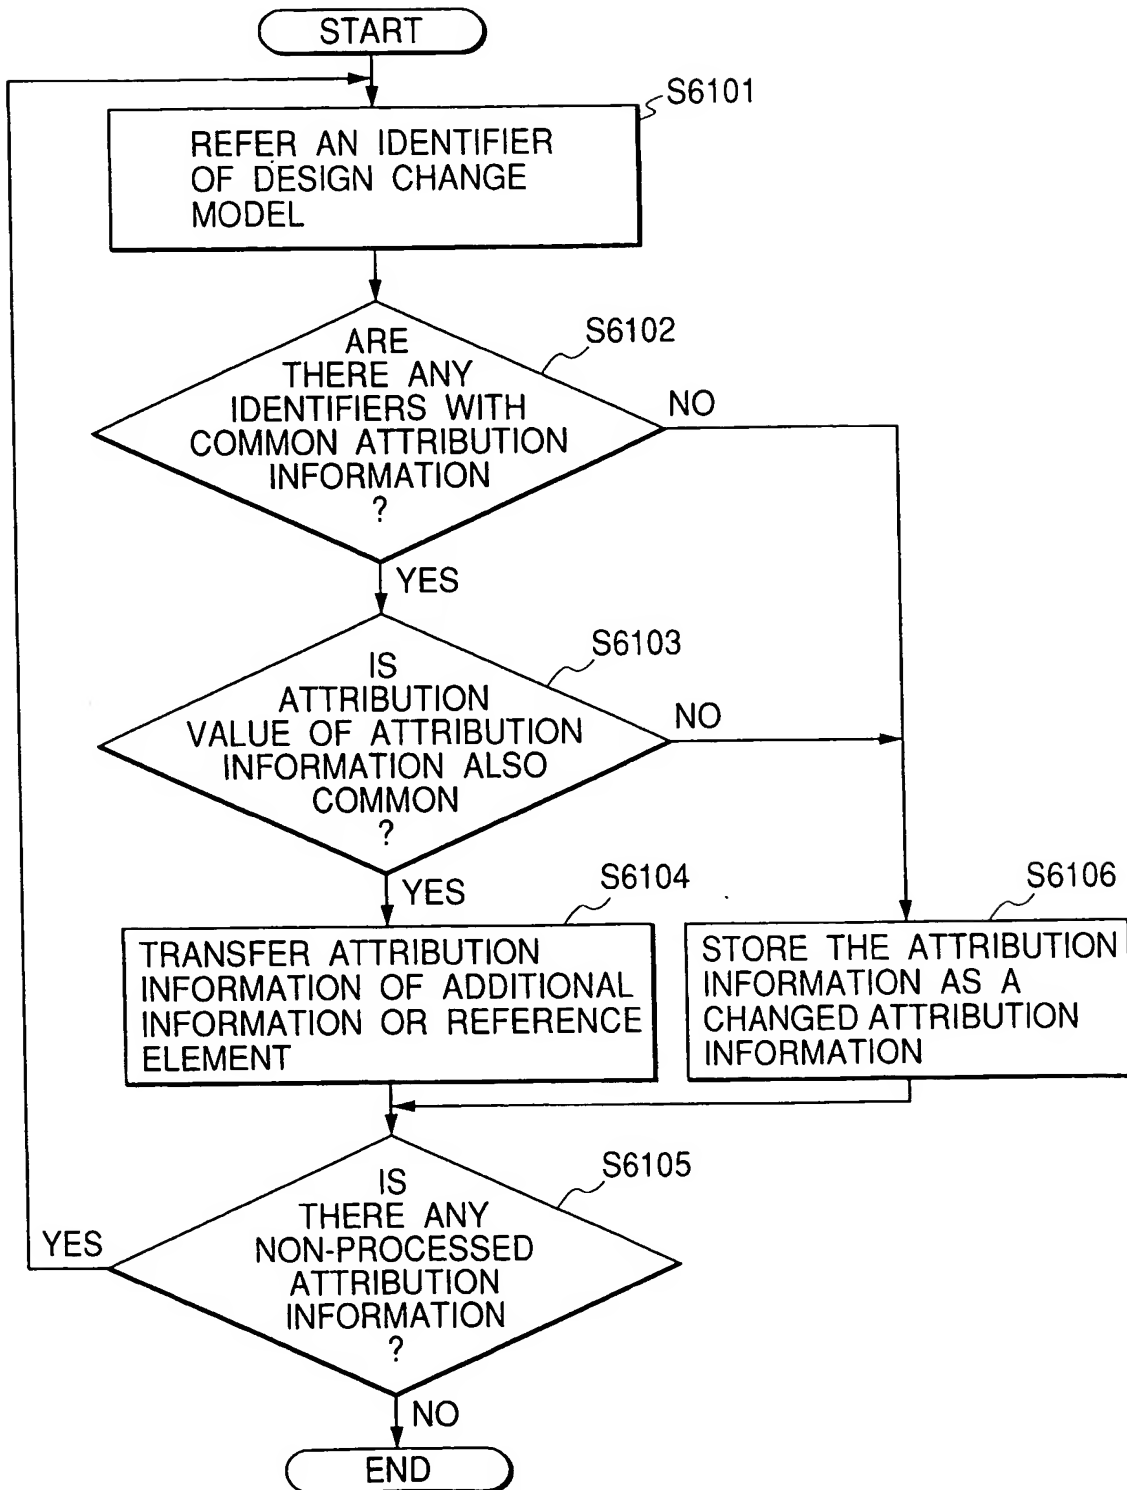 START
S6101
REFER AN IDENTIFIER
OF DESIGN CHANGE
MODEL
S6102
ARE
THERE ANY
IDENTIFIERS WITH
COMMON ATTRIBUTION
INFORMATION
?
NO
YES
S6103
IS
ATTRIBUTION
VALUE OF ATTRIBUTION
INFORMATION ALSO
COMMON
?
NO
YES
S6104
TRANSFER ATTRIBUTION
INFORMATION OF ADDITIONAL
INFORMATION OR REFERENCE
ELEMENT
S6106
STORE THE ATTRIBUTION
INFORMATION AS A
CHANGED ATTRIBUTION
INFORMATION
S6105
IS
THERE ANY
NON-PROCESSED
ATTRIBUTION
INFORMATION
?
YES
NO
END